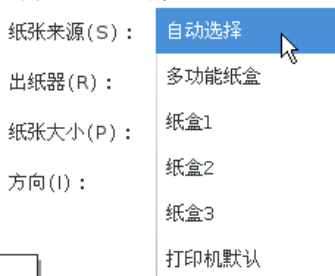 纸张来源(S)：
自动选择
出纸器(R)：
多功能纸盒
纸张大小(P)：
纸盒1
方向(I)：
纸盒2
纸盒3
打印机默认